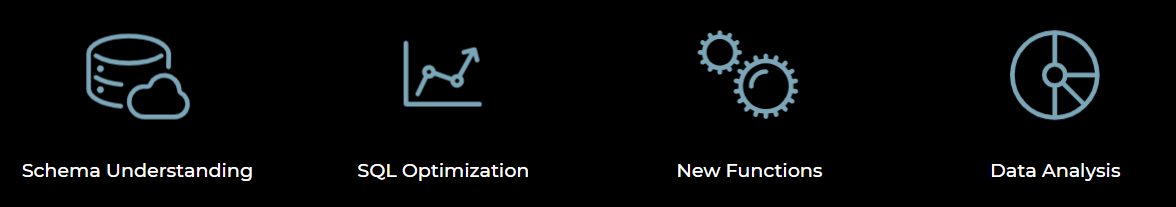 Schema Understanding
SQL Optimization
New Functions
Data Analysis